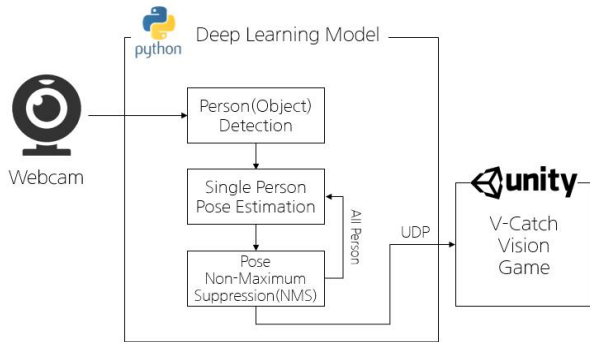 python
Deep Learning Model
Person(Object)
Detection
Webcam
Single Person
Pose Estimation
All Person
Pose
Non-Maximum
Suppression(NMS)
UDP
unity
V-Catch
Vision
Game